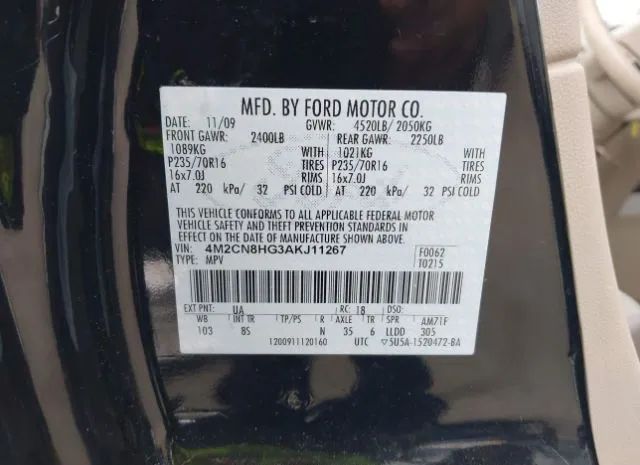 MFD. BY FORD MOTOR CO.
DATE: 11/09 GVWR: 4520LB/ 2050KG
FRONT GAWR: 2400LB REAR GAWR: 2250LB
1089KG WITH 1021KG WITH
P235/70R16 TIRES P235/70R16 TIRES
16x7.0J RIMS 16x7.0J RIMS
AT 220 kPa/ 32 PSI COLD AT 220 kPa/ 32 PSI COLD
THIS VEHICLE CONFORMS TO ALL APPLICABLE FEDERAL MOTOR
VEHICLE SAFETY AND THEFT PREVENTION STANDARDS IN
EFFECT ON THE DATE OF MANUFACTURE SHOWN ABOVE.
VIN: 4M2CN8HG3AKJ11267 F0062
TYPE: MPV T0215
EXT PNT: UA RC: 18 DSO:
WB INT TR TP/PS R AXLE TR SPR AM71F
103 8S N 35 6 LLDD 305
1200911120160 UTC ▽5U5A-1520472-BA